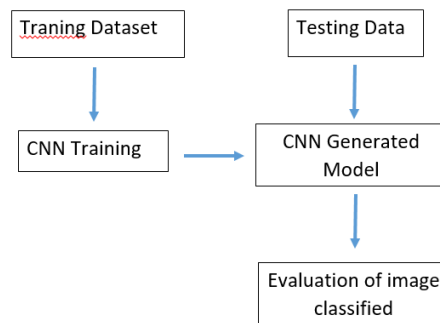 Traning Dataset
Testing Data
CNN Training
CNN Generated
Model
Evaluation of image
classified